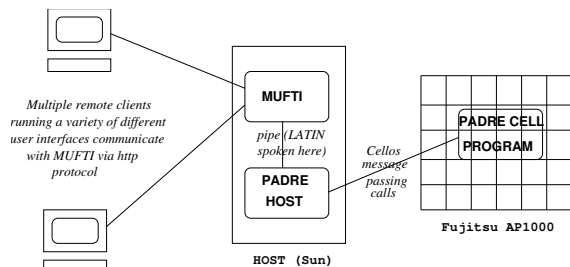 Multiple remote clients
running a variety of different
user interfaces communicate
with MUFTI via http
protocol
MUFTI
pipe (LATIN
spoken here)
PADRE
HOST
HOST (Sun)
Cellos
message
passing
calls
PADRE CELL
PROGRAM
Fujitsu AP1000